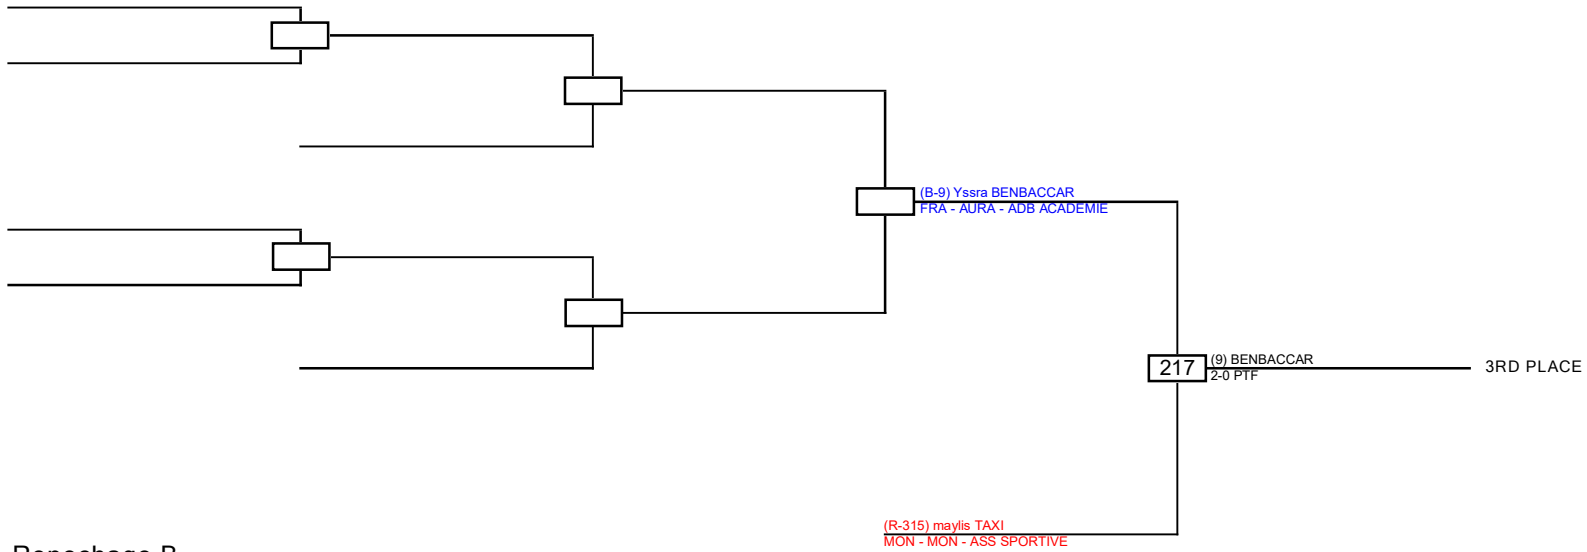 (B-9) Yssra BENBACCAR
FRA - AURA - ADB ACADEMIE
217
(9) BENBACCAR
2-0 PTF
3RD PLACE
(R-315) maylis TAXI
MON - MON - ASS SPORTIVE
Repechage B